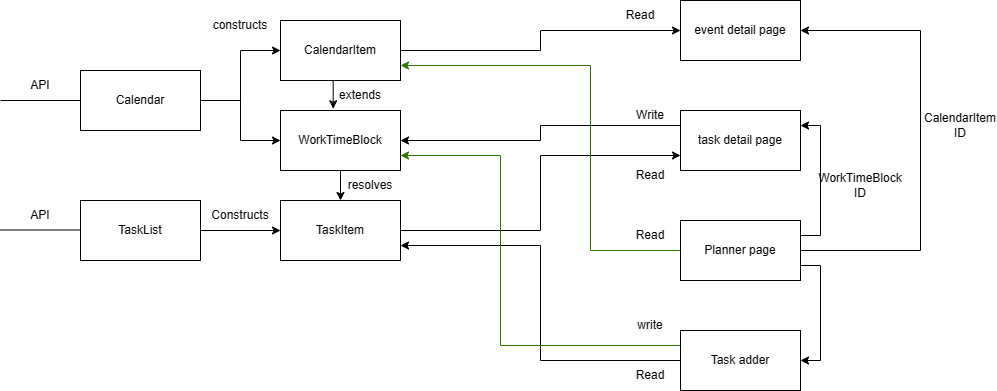 Read
event detail page
constructs
CalendarItem
API
extends
Calendar
Write
CalendarItem
ID
WorkTimeBlock
task detail page
Read
WorkTimeBlock
ID
resolves
API
Constructs
TaskList
TaskItem
Read
Planner page
write
Task adder
Read